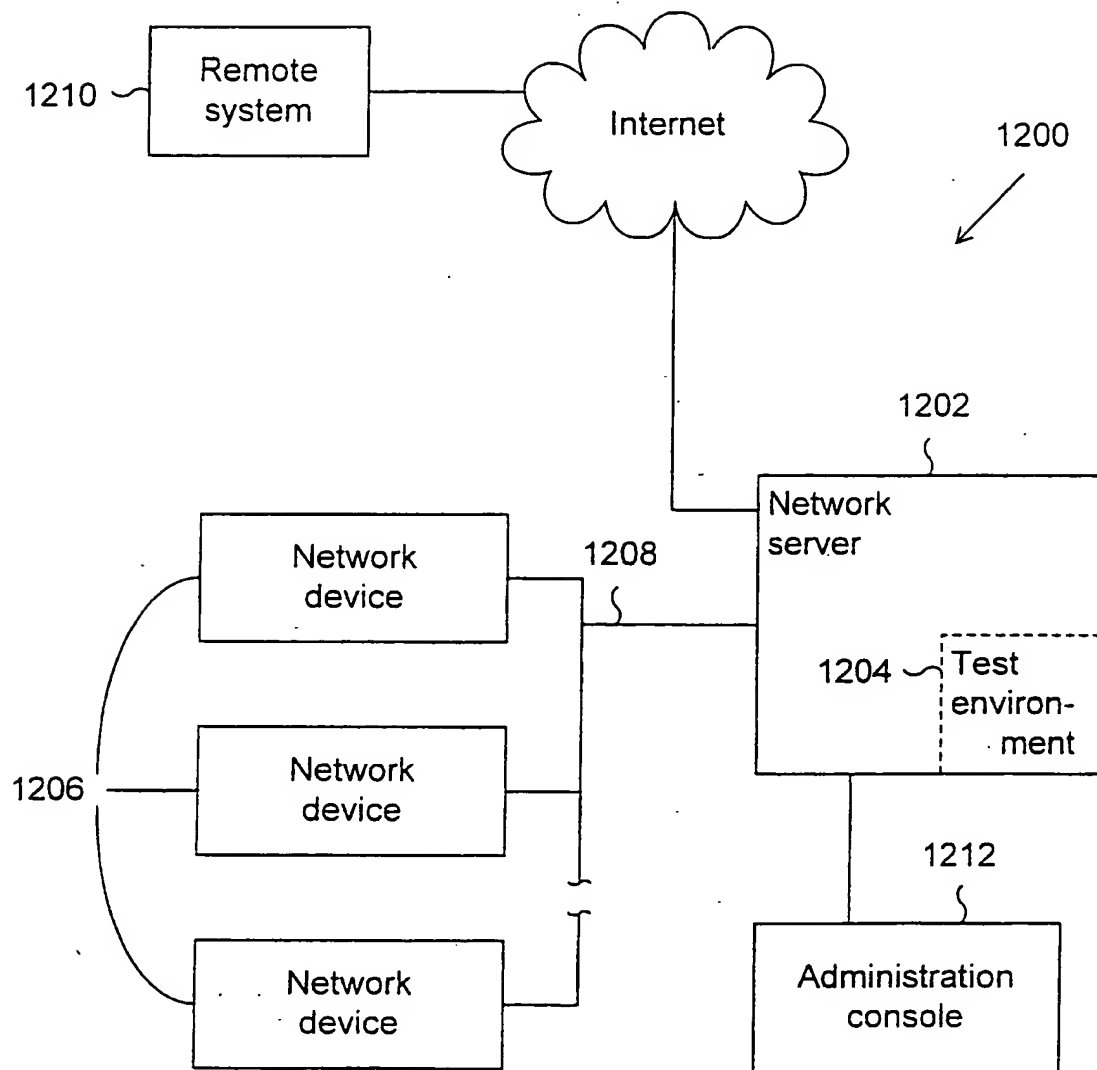 Remote
system
1210
Internet
1200
1202
Network
server
1208
Network
device
1204
Test
environ-
ment
1206
Network
device
1212
Network
device
Administration
console